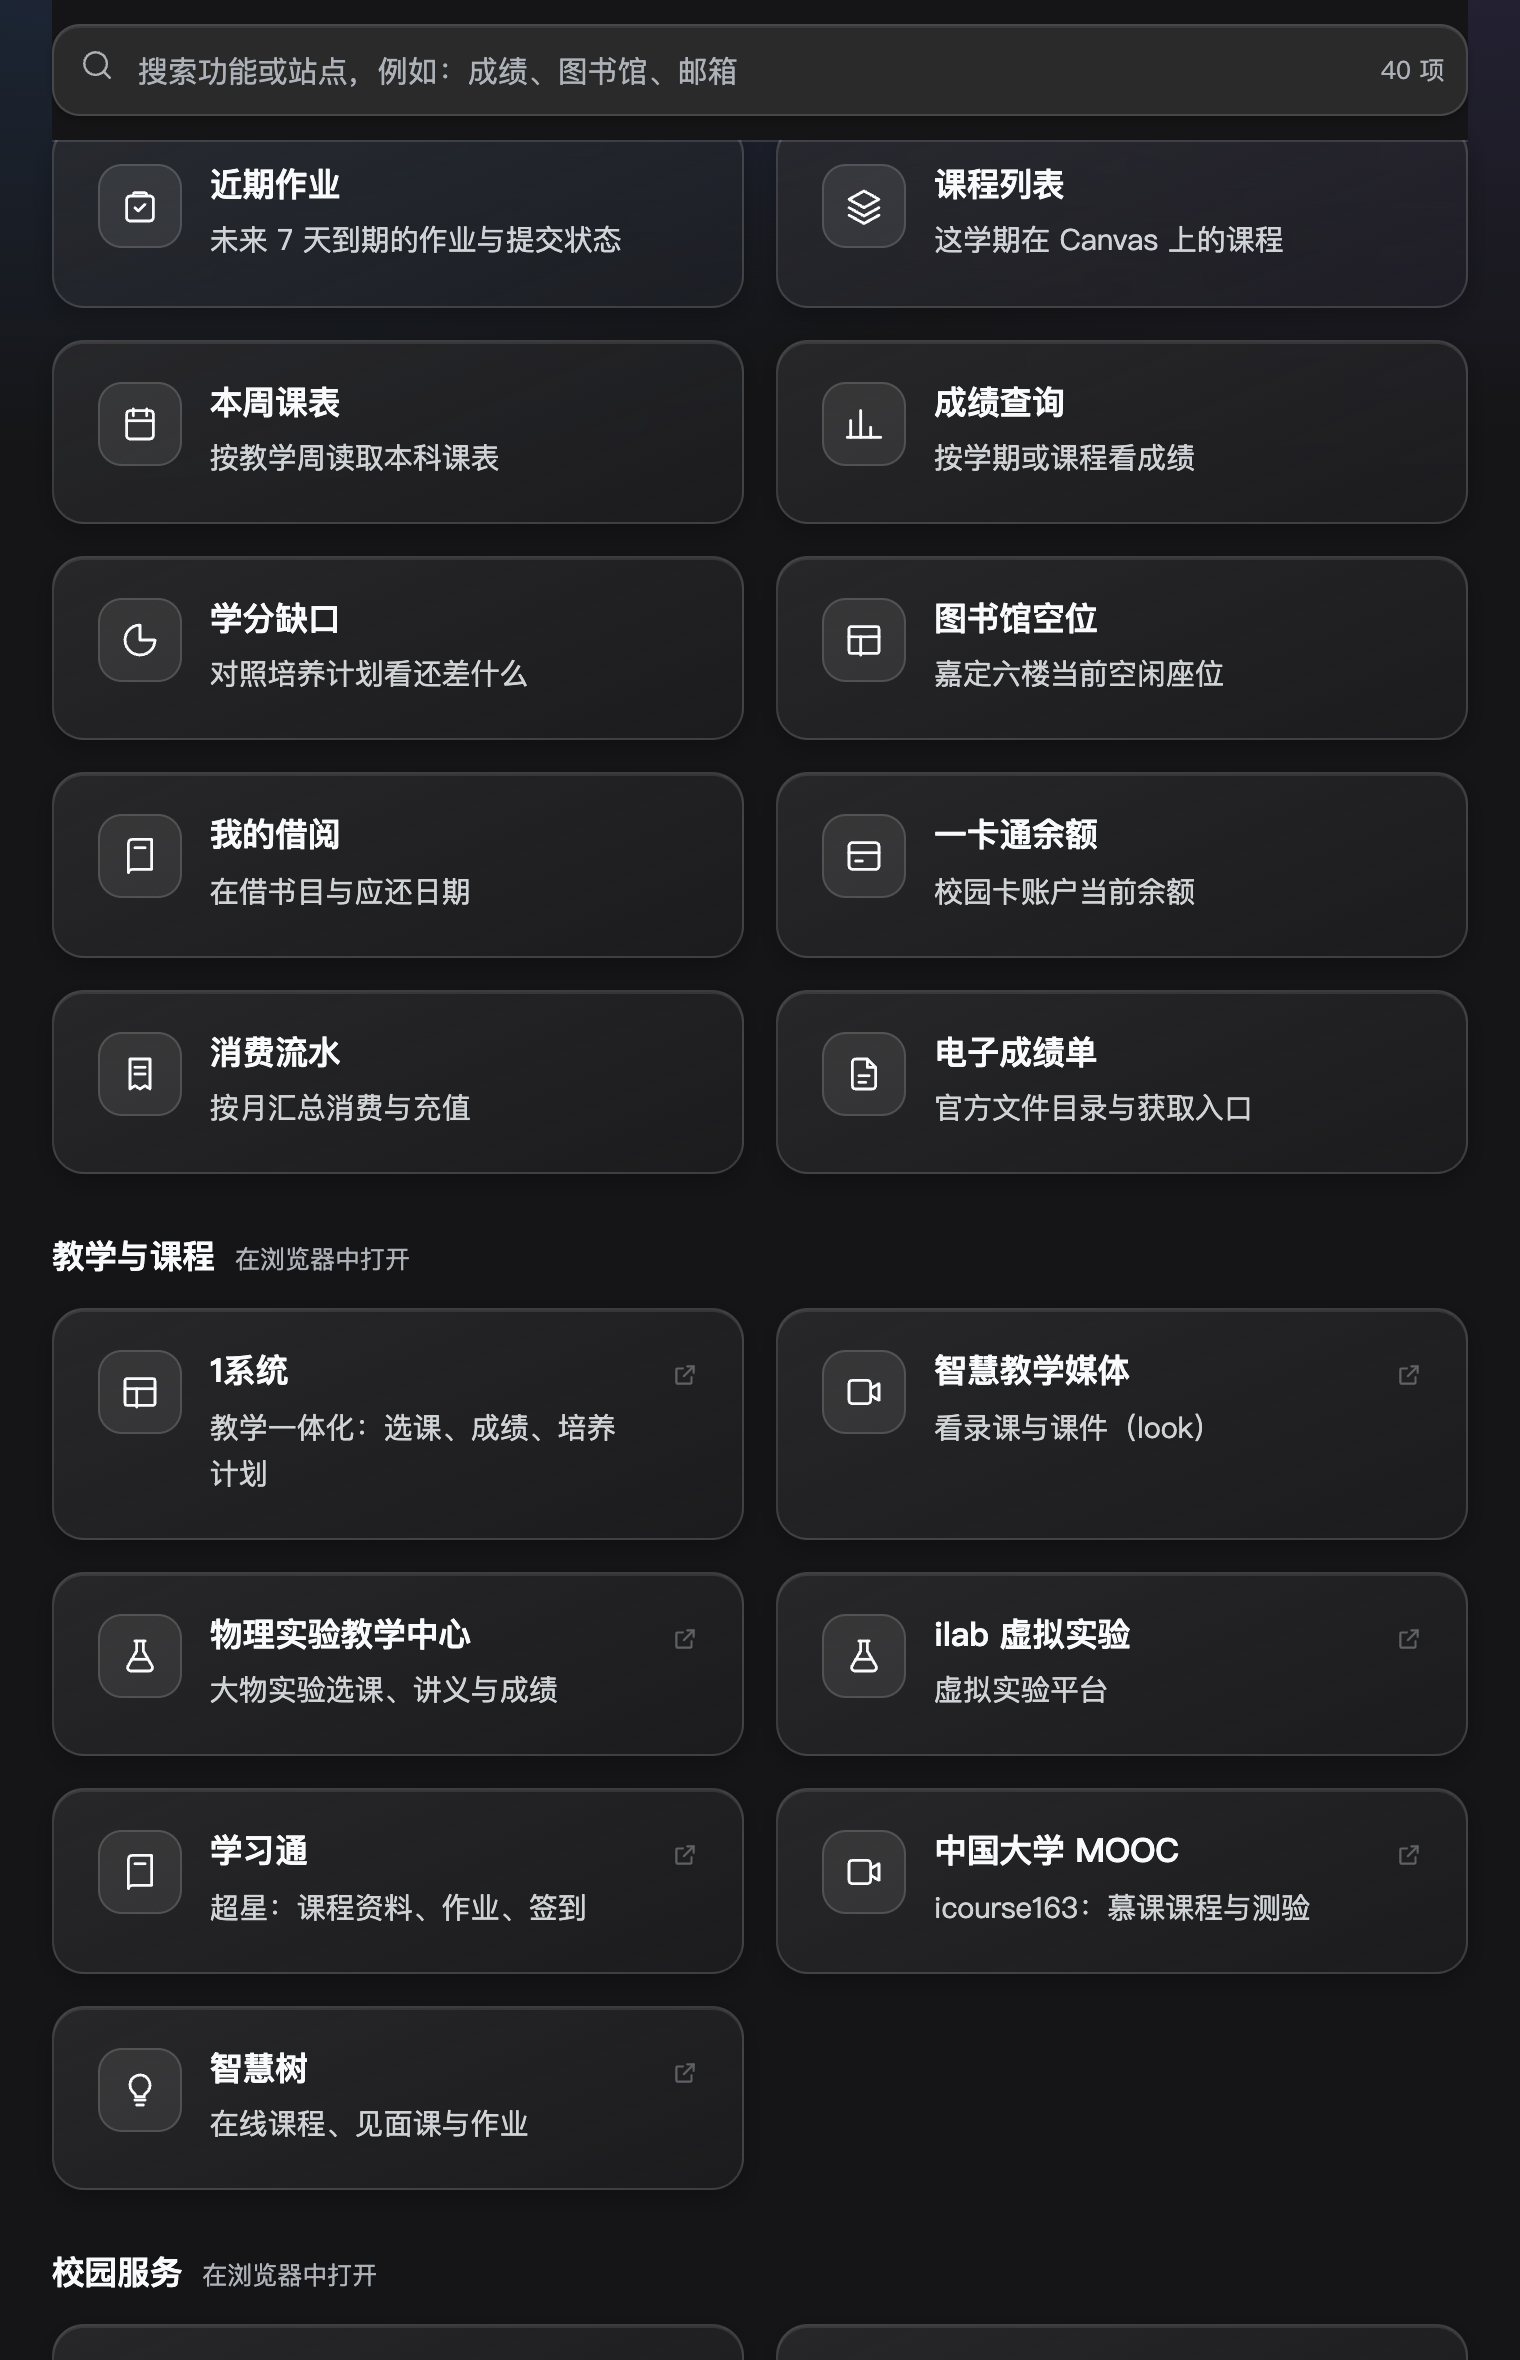 搜索功能或站点，例如：成绩、图书馆、邮箱
40 项
近期作业
未来 7 天到期的作业与提交状态
课程列表
这学期在 Canvas 上的课程
本周课表
按教学周读取本科课表
成绩查询
按学期或课程看成绩
学分缺口
对照培养计划看还差什么
图书馆空位
嘉定六楼当前空闲座位
我的借阅
在借书目与应还日期
一卡通余额
校园卡账户当前余额
消费流水
按月汇总消费与充值
电子成绩单
官方文件目录与获取入口
教学与课程 在浏览器中打开
1系统
教学一体化：选课、成绩、培养
计划
智慧教学媒体
看录课与课件（look）
物理实验教学中心
大物实验选课、讲义与成绩
ilab 虚拟实验
虚拟实验平台
学习通
超星：课程资料、作业、签到
中国大学 MOOC
icourse163：慕课课程与测验
智慧树
在线课程、见面课与作业
校园服务 在浏览器中打开